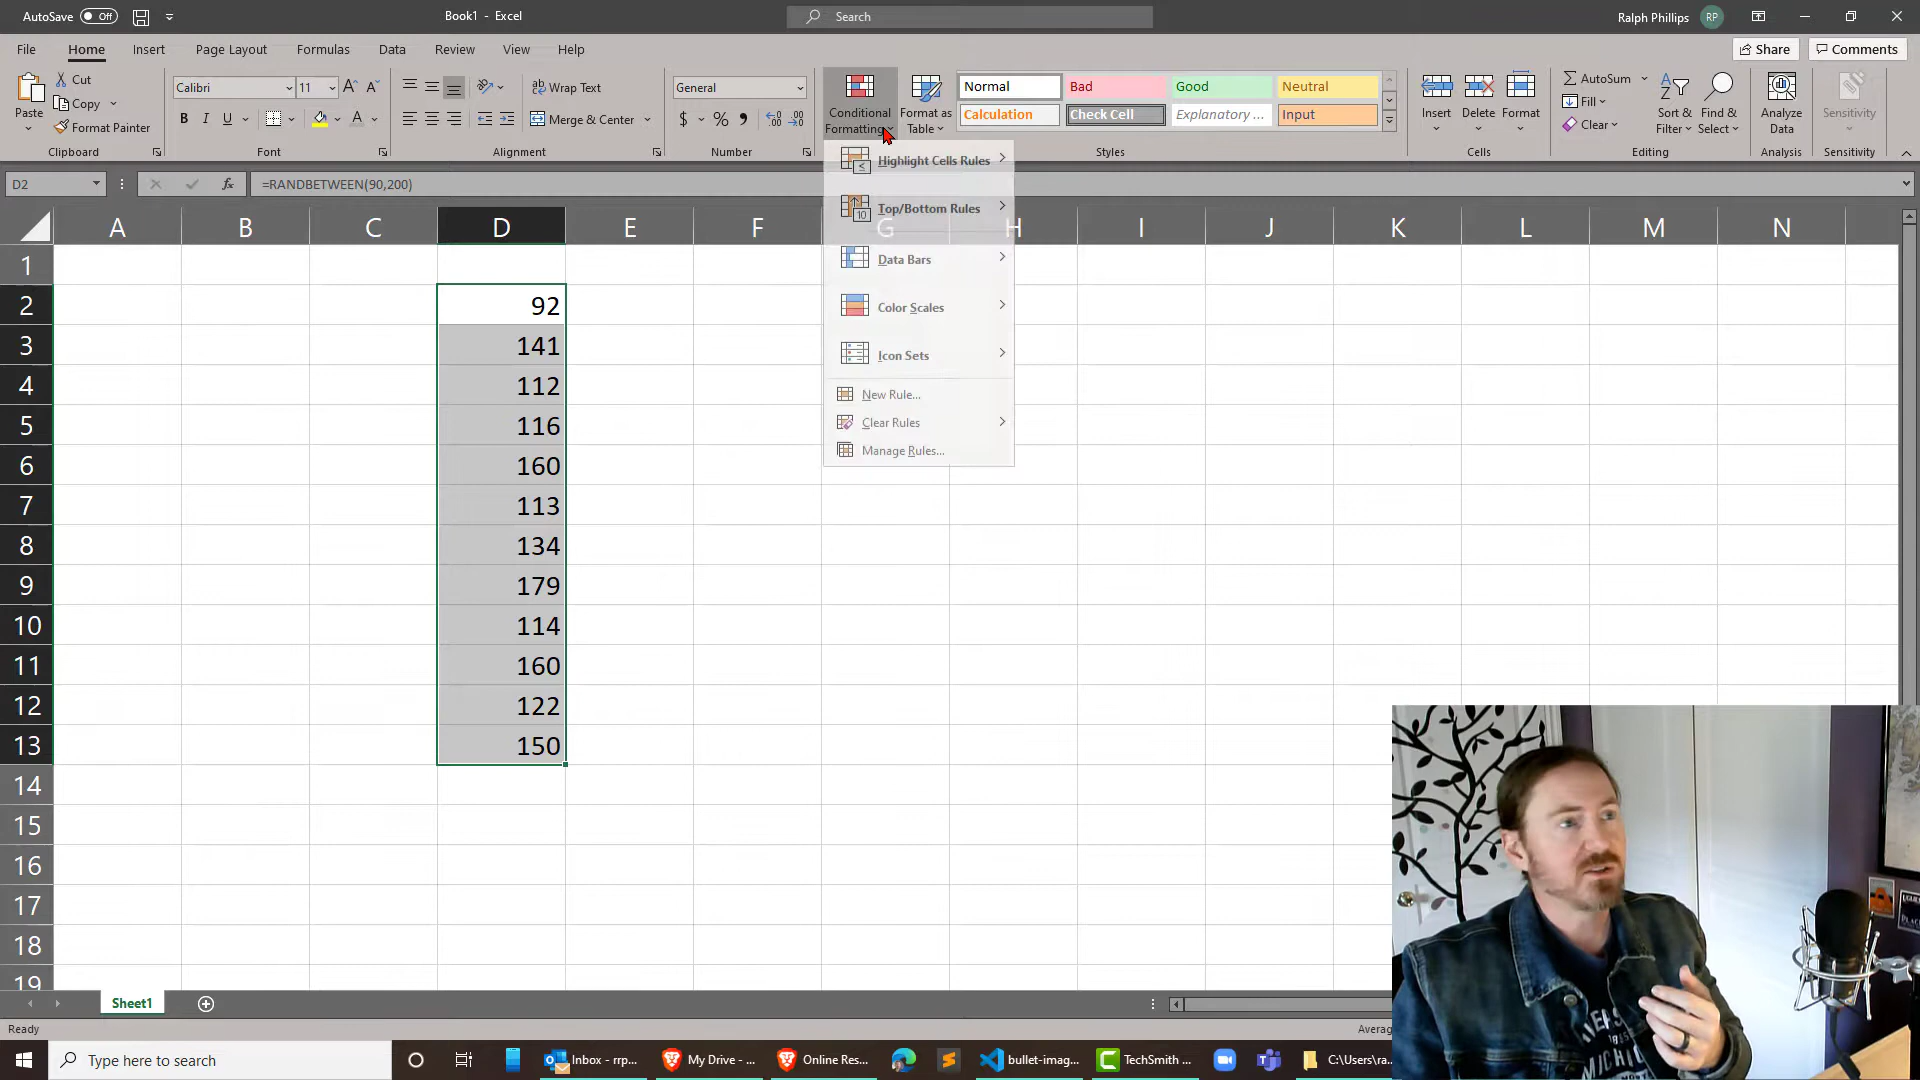 AutoSave Off
Book1 - Excel
Search
Ralph Phillips RP
File Home Insert Page Layout Formulas Data Review View Help
Share Comments
Paste
Cut
Copy
Format Painter
Clipboard
Calibri 11
B I U
Font
Wrap Text
Merge & Center
Alignment
General
$ % 9
Number
Conditional Formatting
Format as Table
Normal Bad Good Neutral
Calculation Check Cell Explanatory ... Input
Styles
Insert Delete Format
Cells
AutoSum
Fill
Clear
Sort & Filter
Find & Select
Editing
Analyze Data
Analysis
Sensitivity
Sensitivity
Highlight Cells Rules
Top/Bottom Rules
Data Bars
Color Scales
Icon Sets
New Rule...
Clear Rules
Manage Rules...
D2
fx
=RANDBETWEEN(90,200)
A B C D E F G H I J K L M N
1
2 92
3 141
4 112
5 116
6 160
7 113
8 134
9 179
10 114
11 160
12 122
13 150
14
15
16
17
18
19
Sheet1
Ready
Averag
Type here to search
Inbox - rrp...
My Drive - ...
Online Res...
bullet-imag...
TechSmith ...
C:\Users\ra...
MICHIG